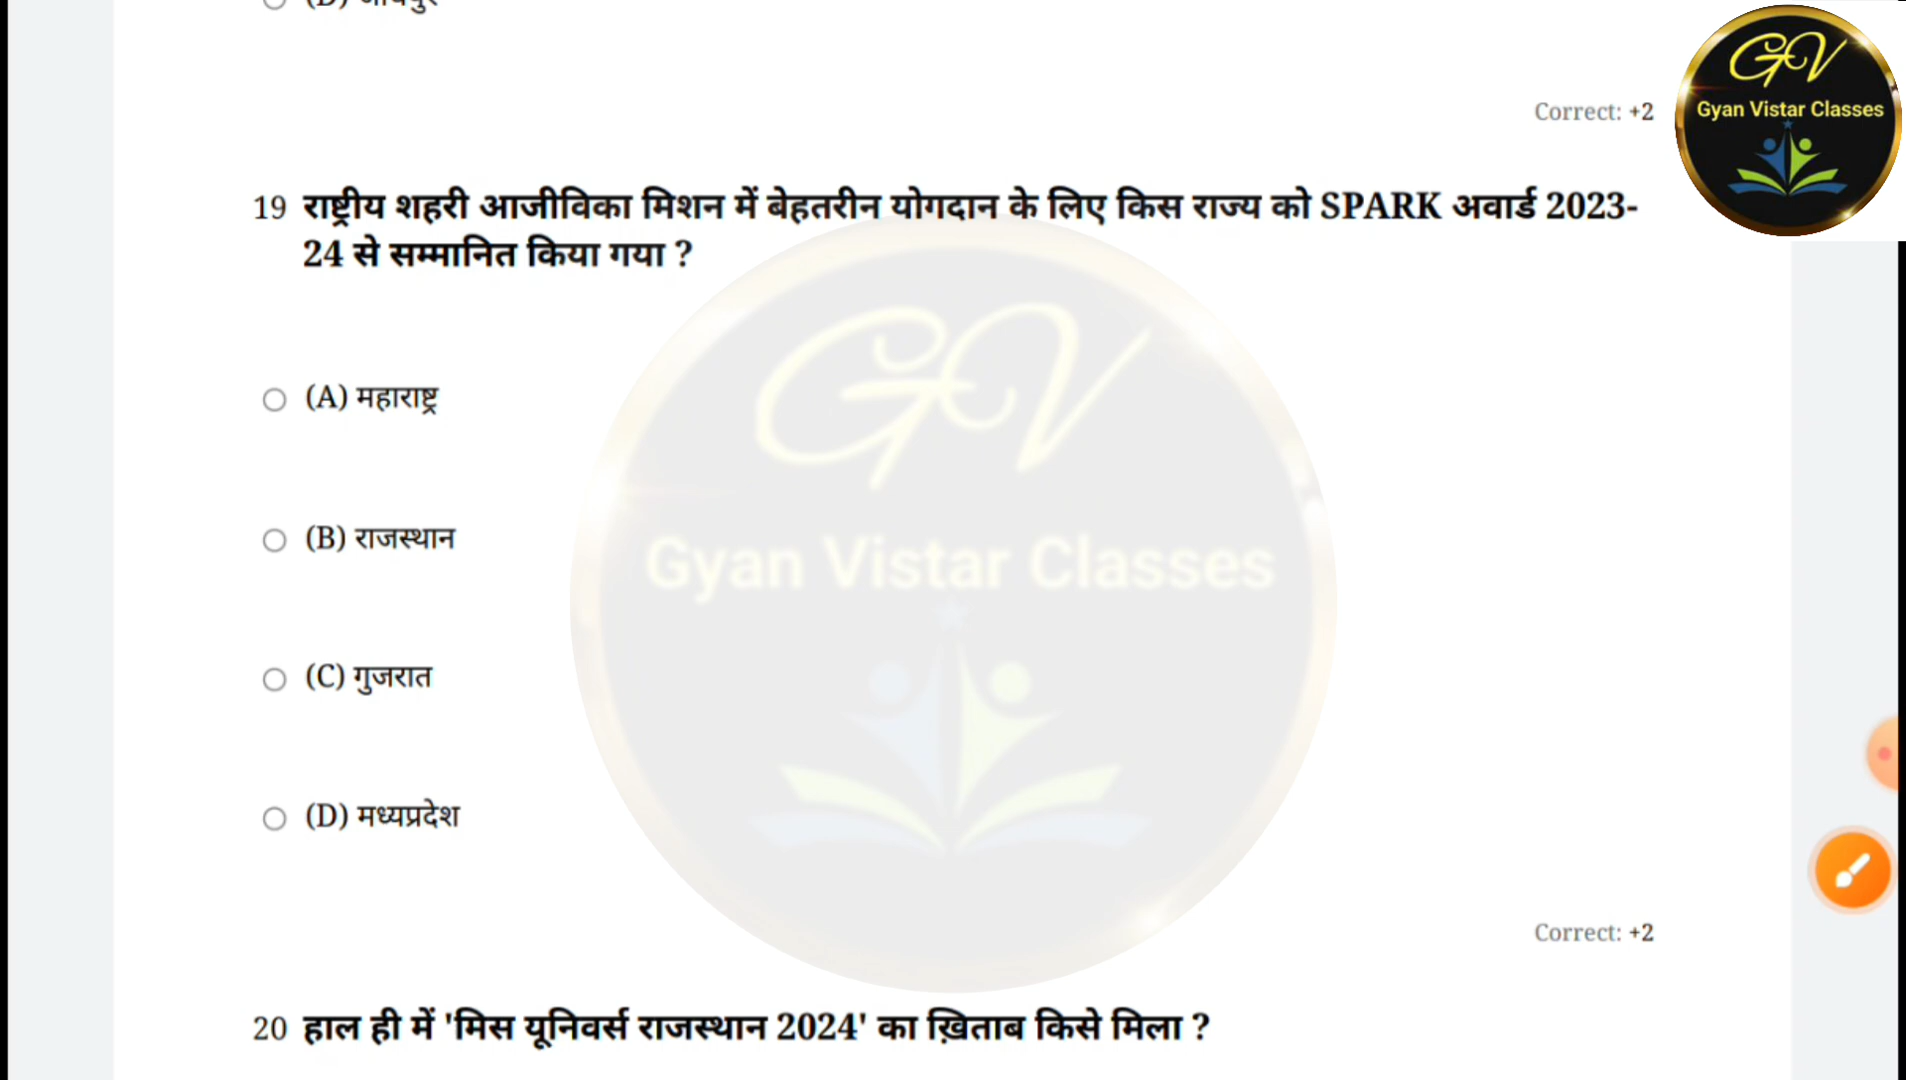 GV
Gyan Vistar Classes
Correct: +2
19 राष्ट्रीय शहरी आजीविका मिशन में बेहतरीन योगदान के लिए किस राज्य को SPARK अवार्ड 2023-
24 से सम्मानित किया गया ?
GV
(A) महाराष्ट्र
(B) राजस्थान
Gyan Vistar Classes
(C) गुजरात
(D) मध्यप्रदेश
Correct: +2
20 हाल ही में 'मिस यूनिवर्स राजस्थान 2024' का ख़िताब किसे मिला ?